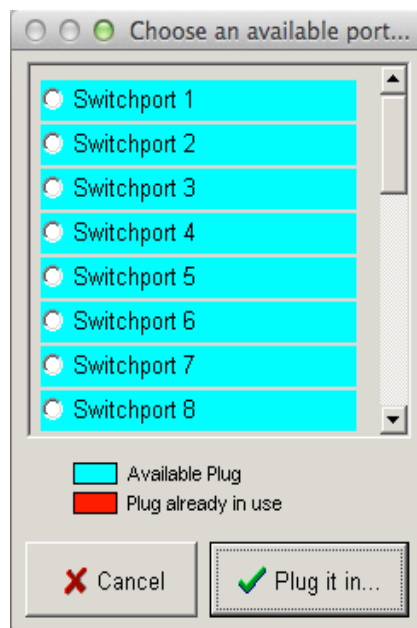 Choose an available port...
Switchport 1
Switchport 2
Switchport 3
Switchport 4
Switchport 5
Switchport 6
Switchport 7
Switchport 8
Available Plug
Plug already in use
Cancel
Plug it in...